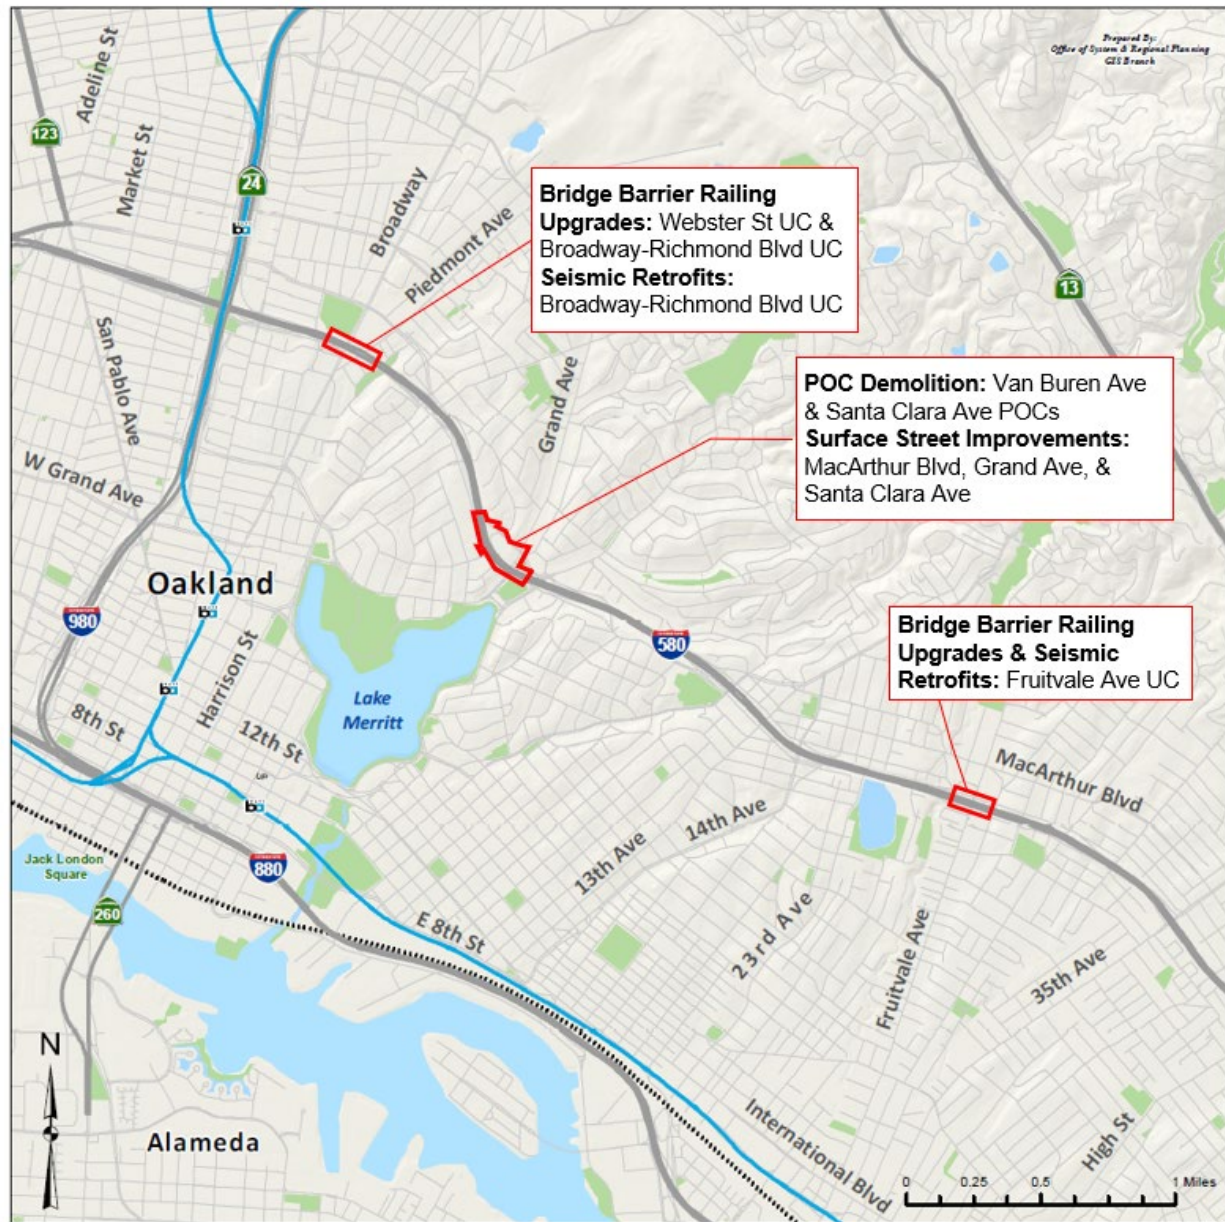 Prepared By:
Office of System & Regional Planning
GIS Branch
Adeline St
123
Market St
24
Broadway
Piedmont Ave
Bridge Barrier Railing
Upgrades: Webster St UC &
Broadway-Richmond Blvd UC
Seismic Retrofits:
Broadway-Richmond Blvd UC
13
San Pablo Ave
Grand Ave
POC Demolition: Van Buren Ave
& Santa Clara Ave POCs
Surface Street Improvements:
MacArthur Blvd, Grand Ave, &
Santa Clara Ave
W Grand Ave
Oakland
980
Harrison St
580
Bridge Barrier Railing
Upgrades & Seismic
Retrofits: Fruitvale Ave UC
Lake
Merritt
8th St
12th St
MacArthur Blvd
14th Ave
13th Ave
Jack London
Square
880
260
E 8th St
23rd Ave
Fruitvale Ave
35th Ave
N
Alameda
International Blvd
High St
0 0.25 0.5 1 Miles